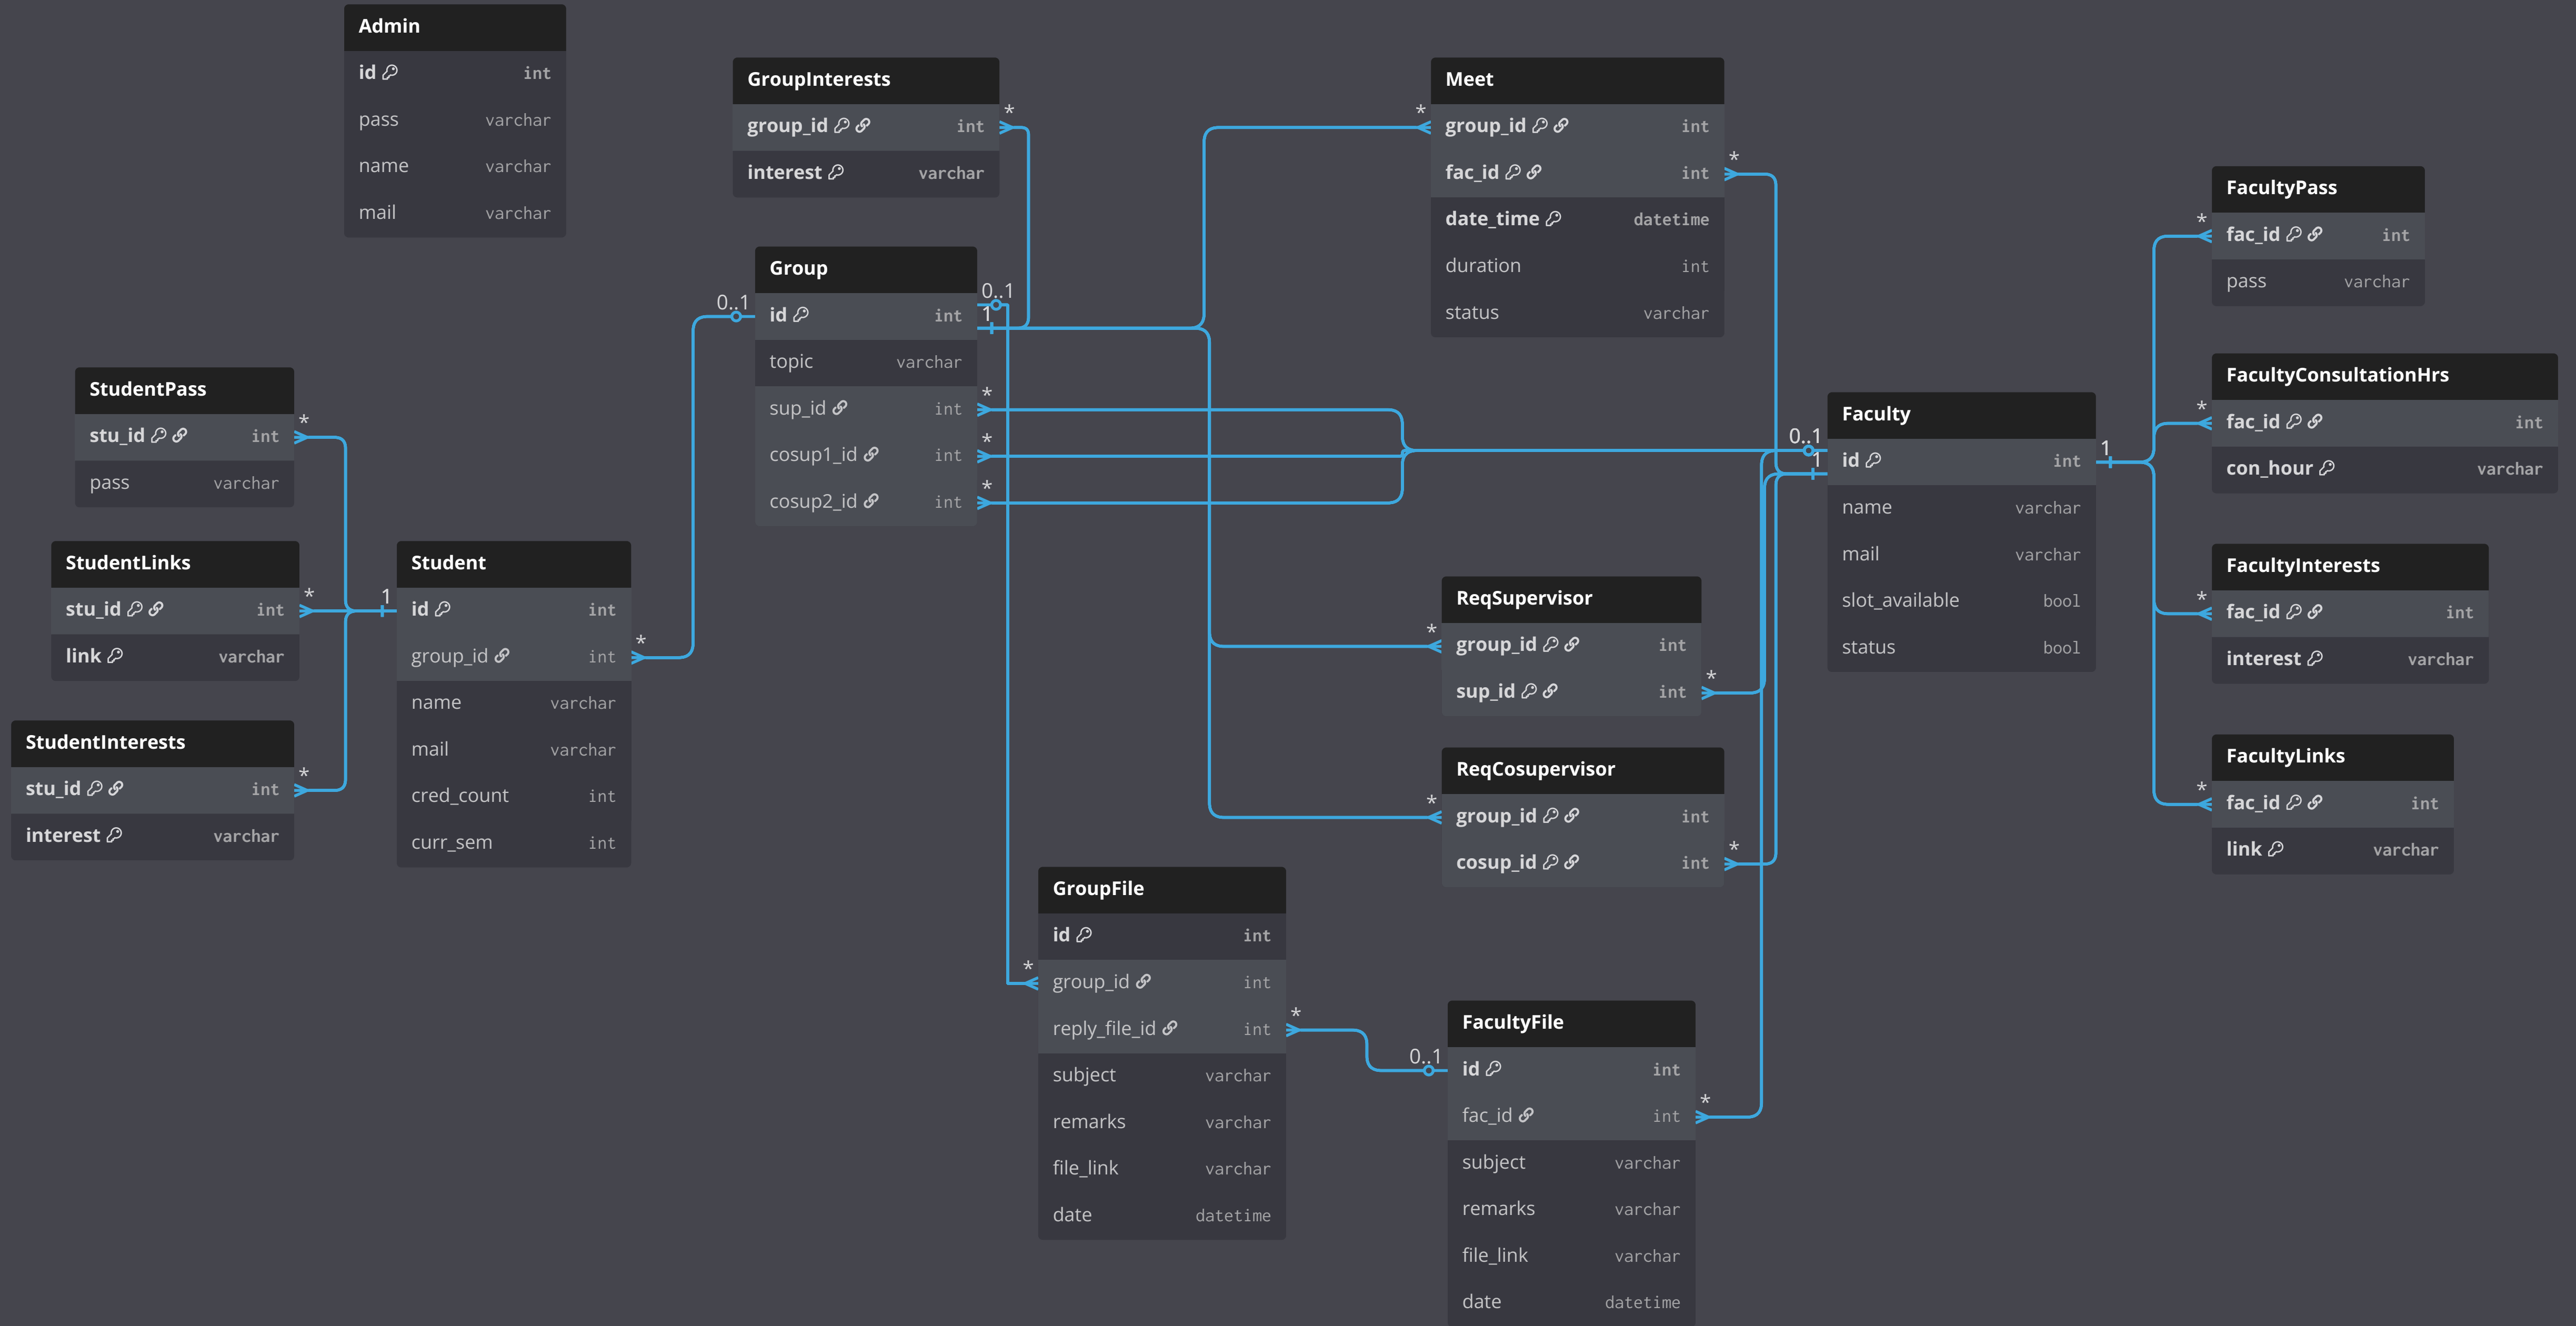 Admin
id int
pass varchar
name varchar
mail varchar
GroupInterests
group_id int
interest varchar
*
Meet
group_id int
fac_id int
date_time datetime
duration int
status varchar
*
*
FacultyPass
fac_id int
pass varchar
*
Group
id int
topic varchar
sup_id int
cosup1_id int
cosup2_id int
0..1
0..1
1
*
*
*
StudentPass
stu_id int
pass varchar
*
FacultyConsultationHrs
fac_id int
con_hour varchar
*
Faculty
id int
name varchar
mail varchar
slot_available bool
status bool
0..1
1
1
StudentLinks
stu_id int
link varchar
*
Student
id int
group_id int
name varchar
mail varchar
cred_count int
curr_sem int
1
*
FacultyInterests
fac_id int
interest varchar
*
ReqSupervisor
group_id int
sup_id int
*
*
StudentInterests
stu_id int
interest varchar
*
ReqCosupervisor
group_id int
cosup_id int
*
*
FacultyLinks
fac_id int
link varchar
*
GroupFile
id int
group_id int
reply_file_id int
subject varchar
remarks varchar
file_link varchar
date datetime
*
*
FacultyFile
id int
fac_id int
subject varchar
remarks varchar
file_link varchar
date datetime
0..1
*